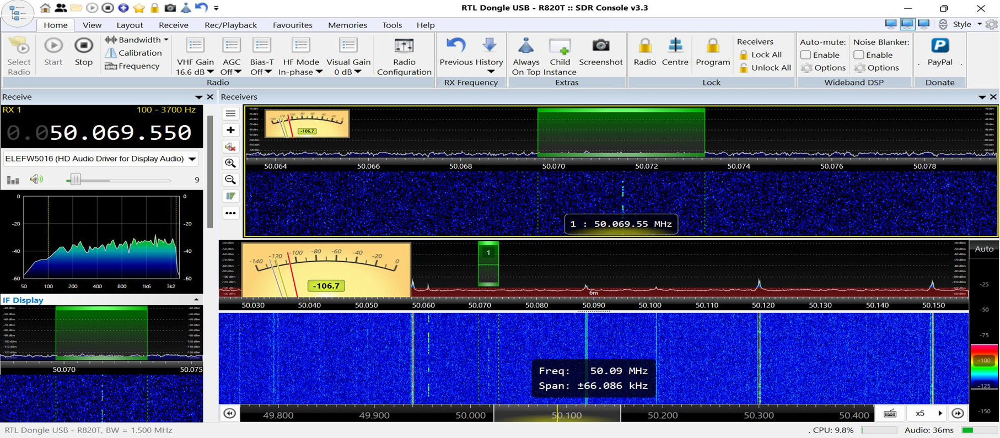 RTL Dongle USB - R820T :: SDR Console v3.3
Home View Layout Receive Rec/Playback Favourites Memories Tools Help Style
Select Radio
Start
Stop
Bandwidth
Calibration
Frequency
VHF Gain
16.6 dB
AGC
Off
Bias-T
Off
HF Mode
In-phase
Visual Gain
0 dB
Radio Configuration
Radio
Previous History
RX Frequency
Always On Top
Child Instance
Screenshot
Extras
Radio
Centre
Program
Receivers
Lock All
Unlock All
Lock
Auto-mute:
Enable
Options
Noise Blanker:
Enable
Options
Wideband DSP
. PayPal .
Donate
Receive
RX 1 100 - 3700 Hz
0.050.069.550
ELEFW5016 (HD Audio Driver for Display Audio)
9
0 0
-20 -20
-40 -40
-60 -60
50 100 200 400 800 1k6 3k2
IF Display
50.070 50.075
Receivers
-106.7
50.064 50.066 50.068 50.070 50.072 50.074 50.076 50.078
1 : 50.069.55 MHz
-140 -120 -100 -80 -60 -40 -20 0
-106.7
1
6m
50.030 50.040 50.050 50.060 50.070 50.080 50.090 50.100 50.110 50.120 50.130 50.140 50.150
Freq: 50.09 MHz
Span: ±66.086 kHz
49.800 49.900 50.000 50.100 50.200 50.300 50.400
x5
Auto
-25
-50
-75
-100
-125
-150
RTL Dongle USB - R820T, BW = 1.500 MHz
. CPU: 9.8% Audio: 36ms